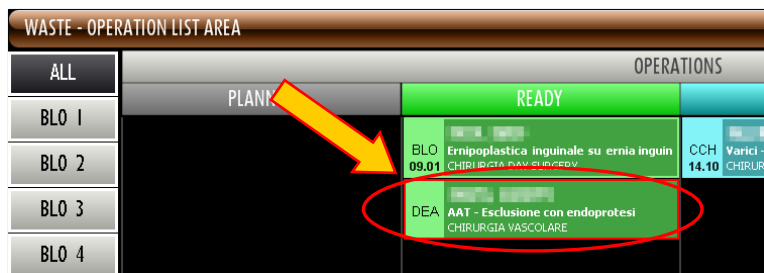 WASTE - OPERATION LIST AREA
ALL
OPERATIONS
PLANN
READY
BLO 1
BLO 2
BLO 3
BLO 4
BLO Ernipoplastica inguinale su ernia inguin
09.01 CHIRURGIA DAY SURGERY
CCH Varici -
14.10 CHIRUR
DEA AAT - Esclusione con endoprotesi
CHIRURGIA VASCOLARE